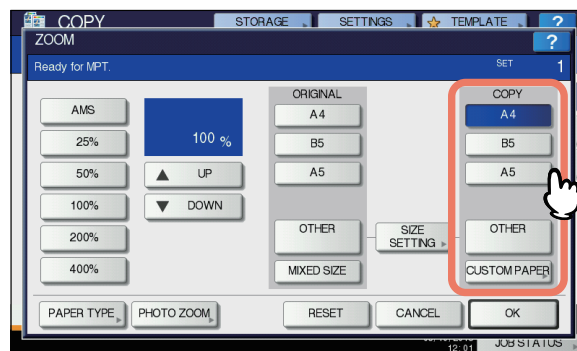 COPY STORAGE SETTINGS TEMPLATE ?
ZOOM ?
Ready for MPT. SET 1
ORIGINAL COPY
AMS A4 A4
25% 100 % B5 B5
50% UP A5 A5
100% DOWN
200% OTHER SIZE SETTING OTHER
400% MIXED SIZE CUSTOM PAPER
PAPER TYPE PHOTO ZOOM RESET CANCEL OK
12:01 JOB STATUS